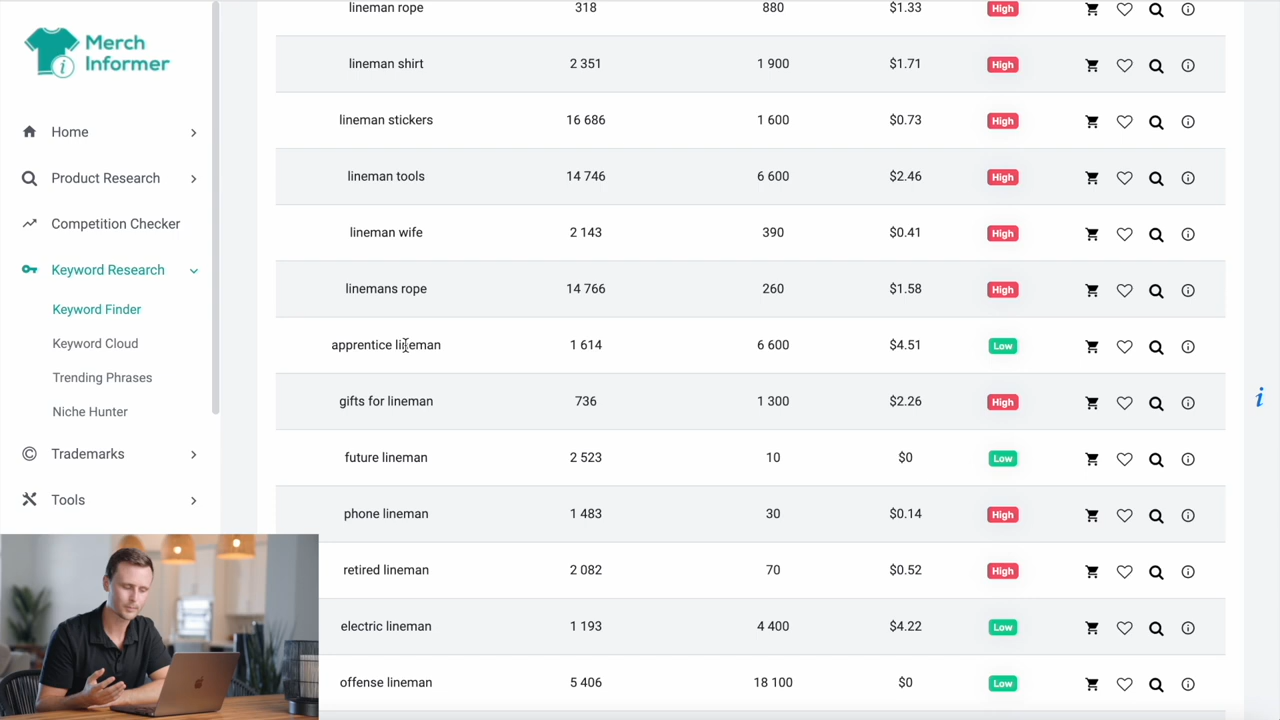 Merch
Informer
Home
Product Research
Competition Checker
Keyword Research
Keyword Finder
Keyword Cloud
Trending Phrases
Niche Hunter
Trademarks
Tools
lineman rope 318 880 $1.33 High
lineman shirt 2 351 1 900 $1.71 High
lineman stickers 16 686 1 600 $0.73 High
lineman tools 14 746 6 600 $2.46 High
lineman wife 2 143 390 $0.41 High
linemans rope 14 766 260 $1.58 High
apprentice lineman 1 614 6 600 $4.51 Low
gifts for lineman 736 1 300 $2.26 High
future lineman 2 523 10 $0 Low
phone lineman 1 483 30 $0.14 High
retired lineman 2 082 70 $0.52 High
electric lineman 1 193 4 400 $4.22 Low
offense lineman 5 406 18 100 $0 Low
i